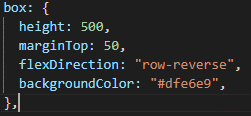 box: {
height: 500,
marginTop: 50,
flexDirection: "row-reverse",
backgroundColor: "#dfe6e9",
},